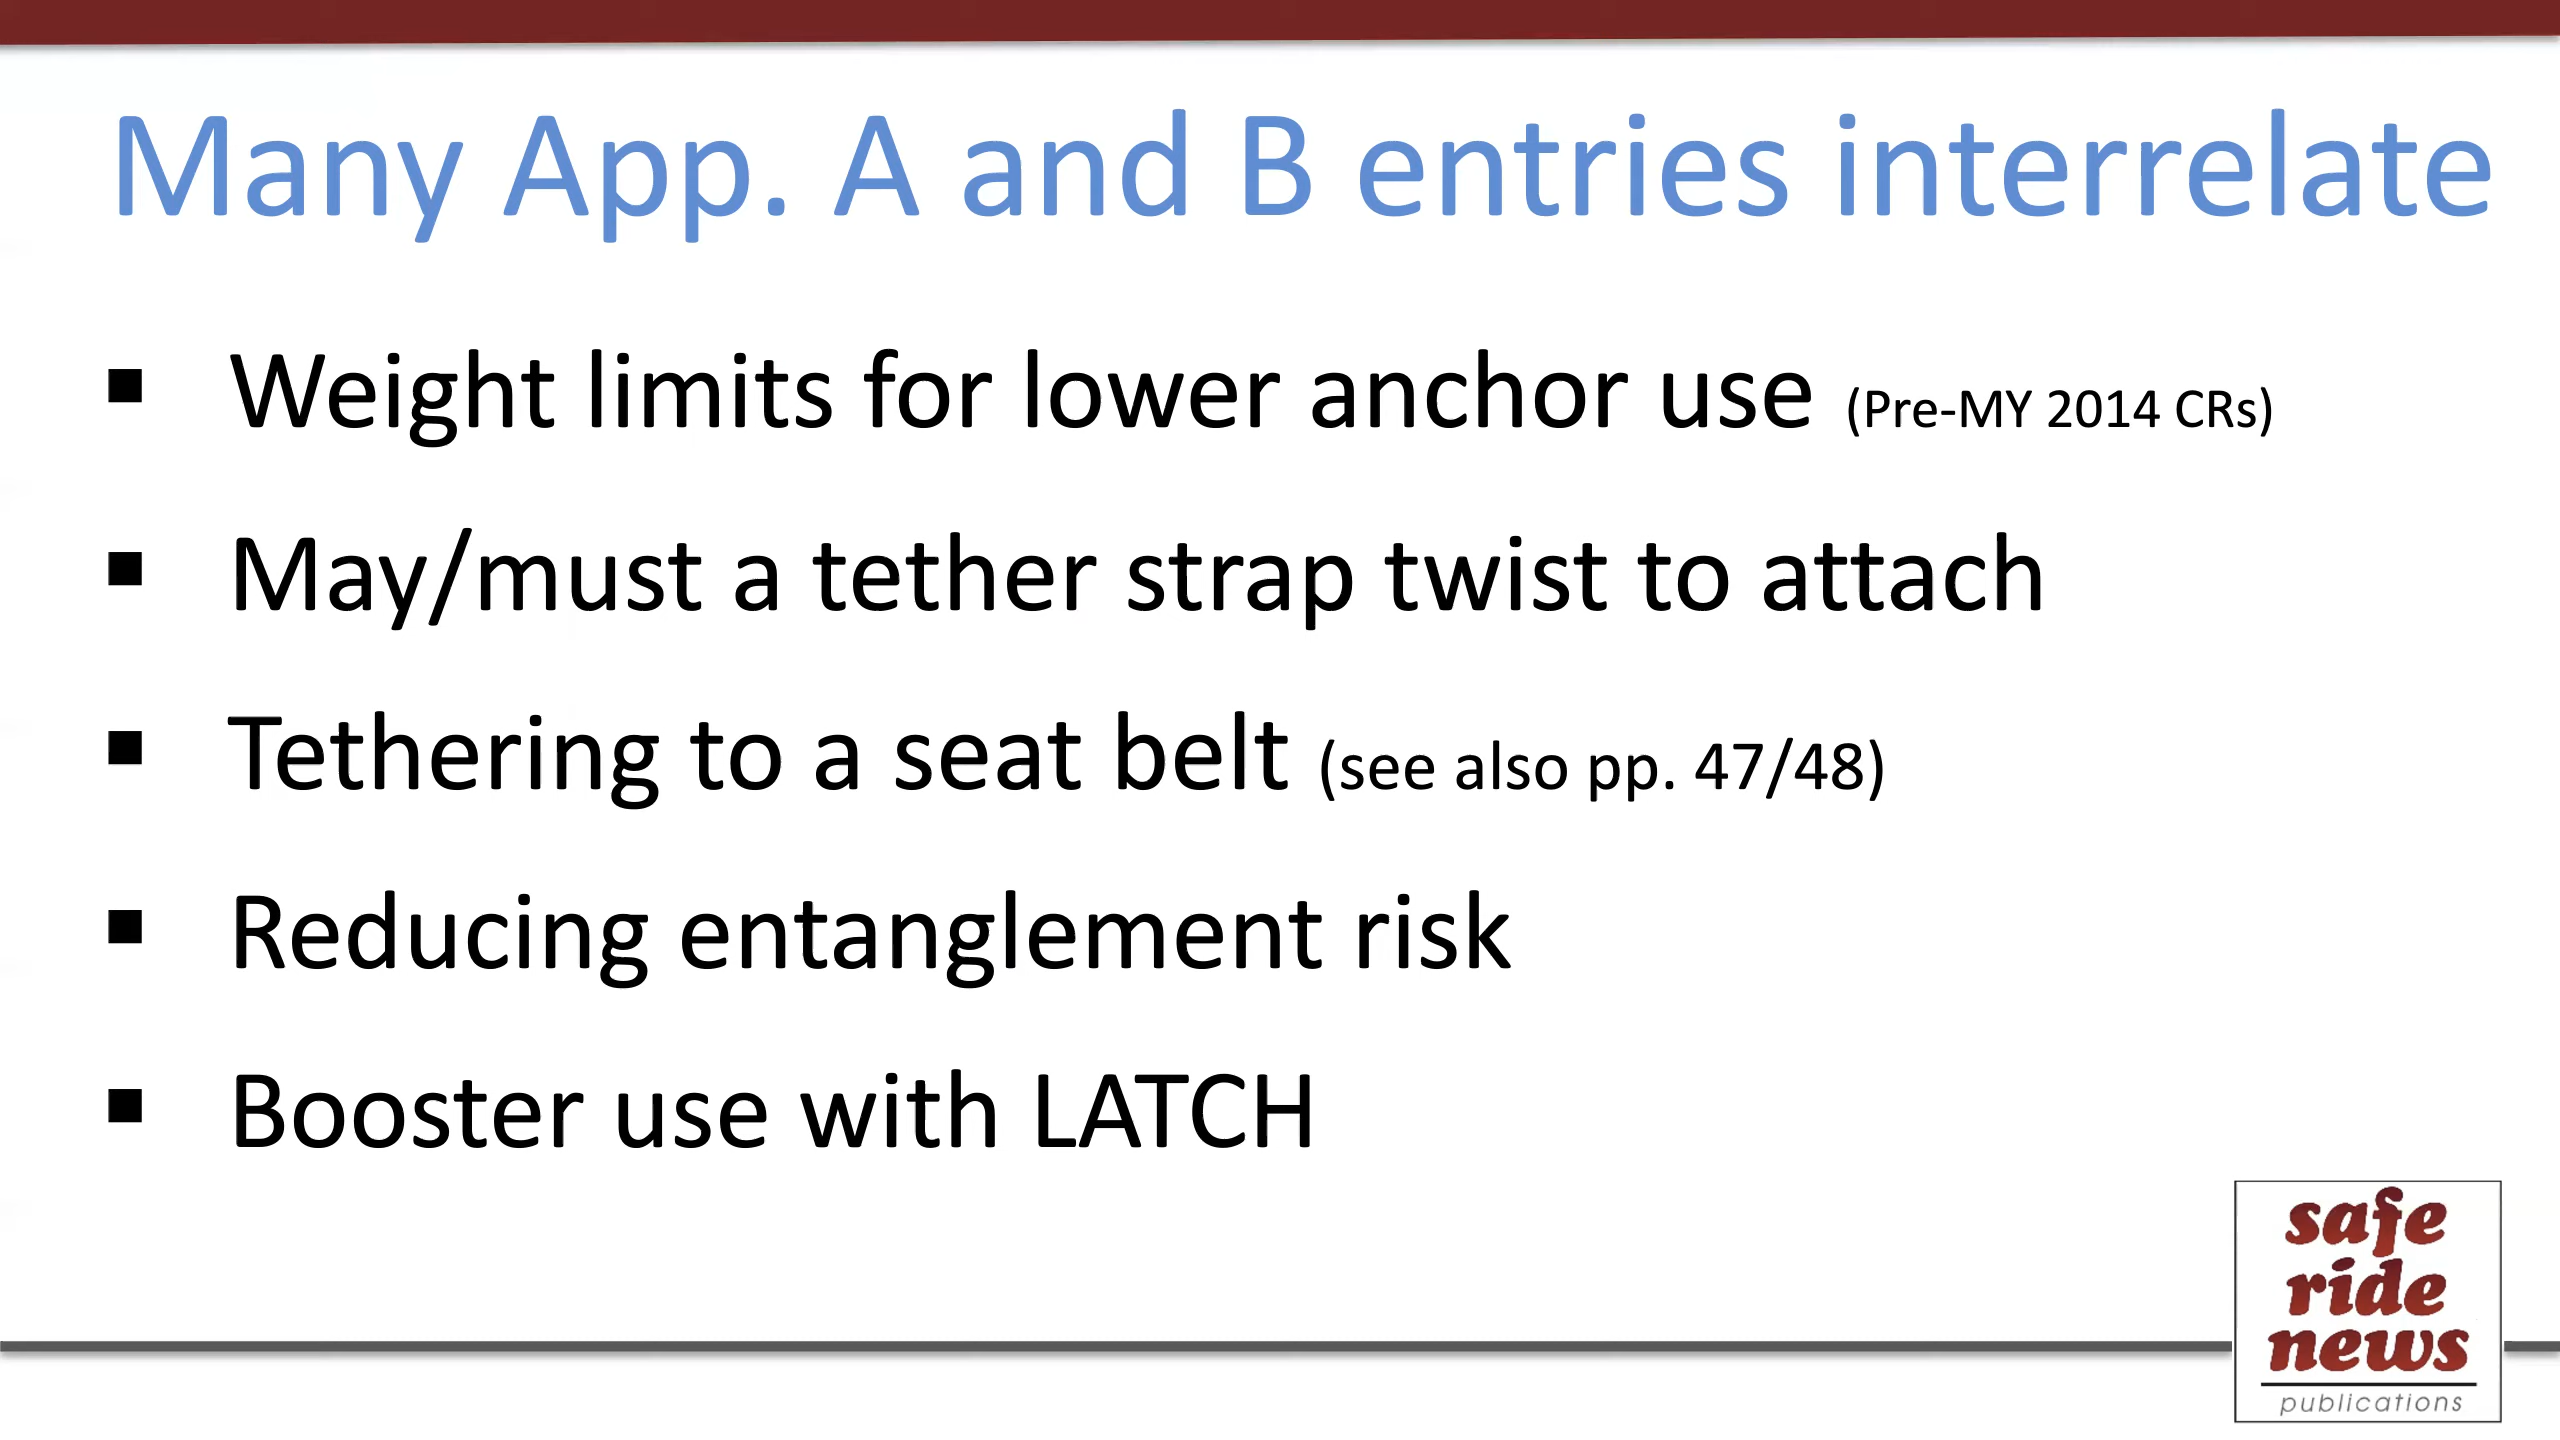 Many App. A and B entries interrelate
▪ Weight limits for lower anchor use (Pre-MY 2014 CRs)
▪ May/must a tether strap twist to attach
▪ Tethering to a seat belt (see also pp. 47/48)
▪ Reducing entanglement risk
▪ Booster use with LATCH
safe
ride
news
publications